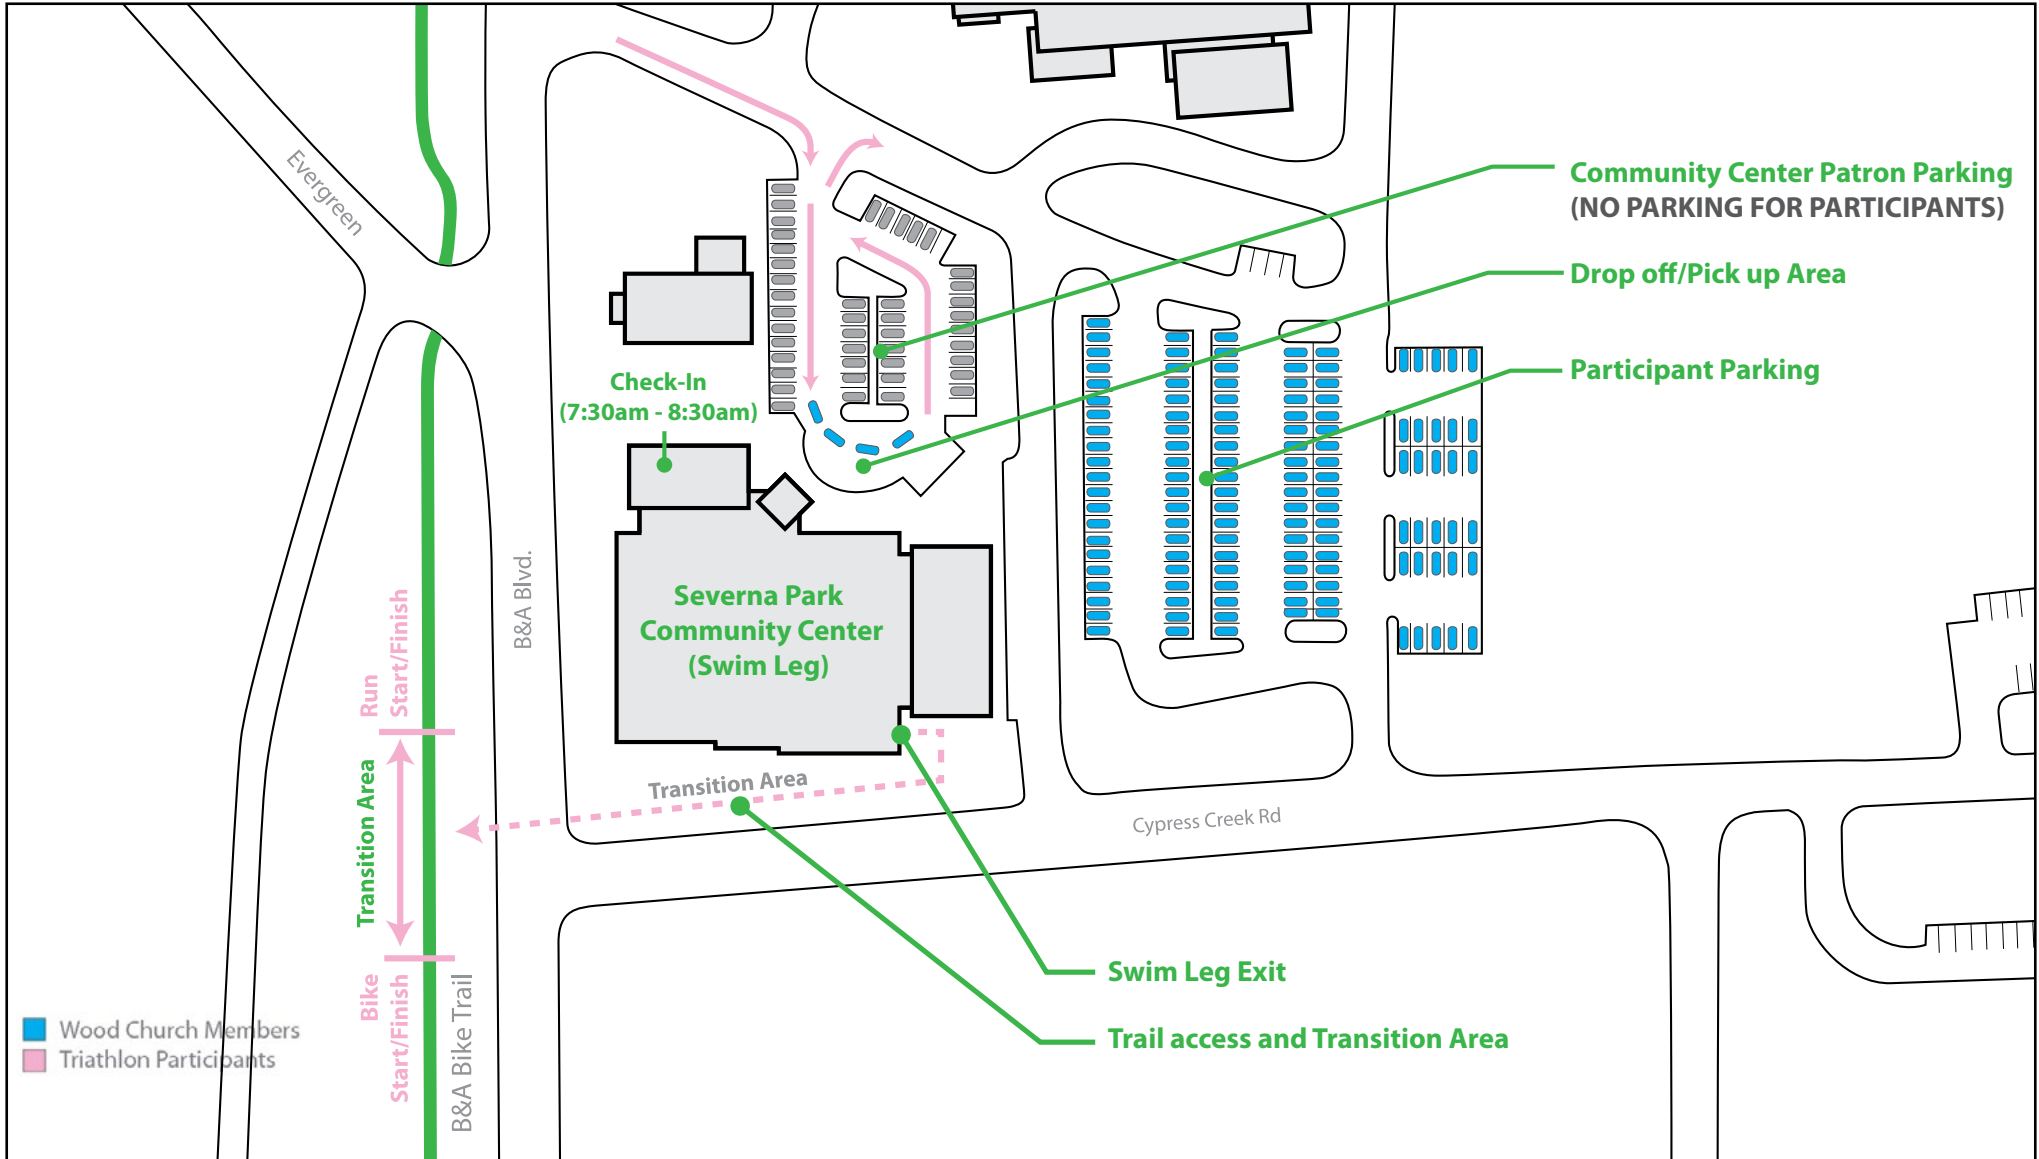 Evergreen
Community Center Patron Parking
(NO PARKING FOR PARTICIPANTS)
Drop off/Pick up Area
Participant Parking
Check-In
(7:30am - 8:30am)
B&A Blvd.
Severna Park
Community Center
(Swim Leg)
Run
Start/Finish
Transition Area
Transition Area
Cypress Creek Rd
Bike
Start/Finish
B&A Bike Trail
Swim Leg Exit
Trail access and Transition Area
Wood Church Members
Triathlon Participants